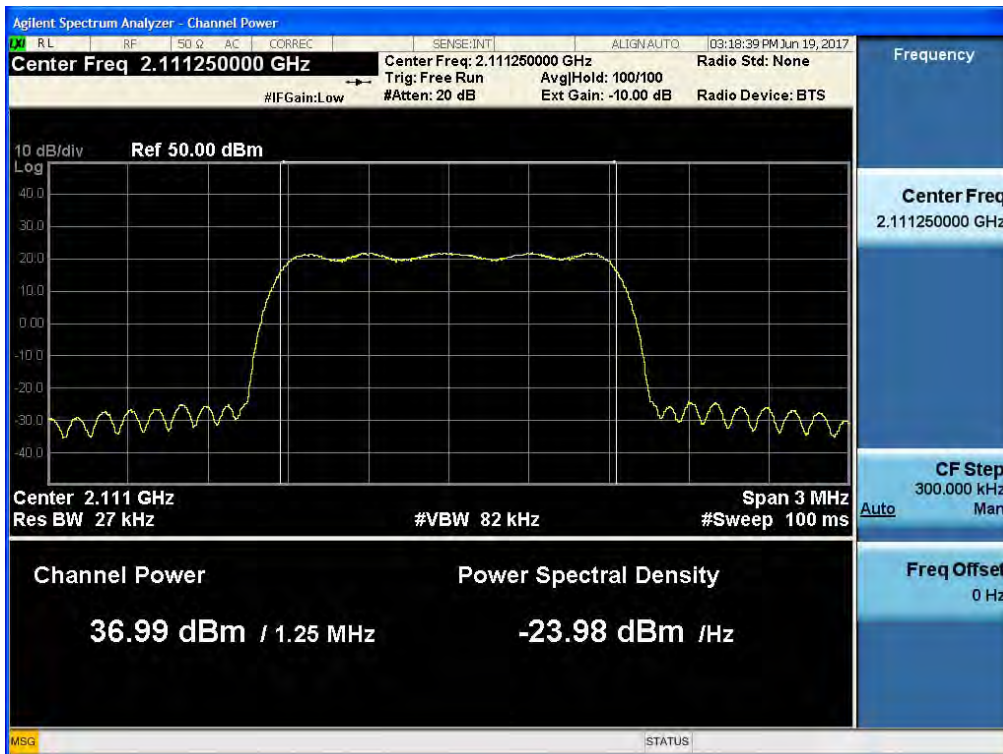 Agilent Spectrum Analyzer - Channel Power
LXI RL RF 50 Ω AC CORREC SENSE:INT ALIGNAUTO 03:18:39 PM Jun 19, 2017
Center Freq 2.111250000 GHz
Center Freq: 2.111250000 GHz Radio Std: None
Trig: Free Run Avg|Hold: 100/100
#IFGain:Low #Atten: 20 dB Ext Gain: -10.00 dB Radio Device: BTS
10 dB/div Ref 50.00 dBm
Log
40.0
30.0
20.0
10.0
0.00
-10.0
-20.0
-30.0
-40.0
Center 2.111 GHz Span 3 MHz
Res BW 27 kHz #VBW 82 kHz #Sweep 100 ms
Channel Power Power Spectral Density
36.99 dBm / 1.25 MHz -23.98 dBm /Hz
MSG STATUS
Frequency
Center Freq
2.111250000 GHz
CF Step
300.000 kHz
Auto Man
Freq Offset
0 Hz